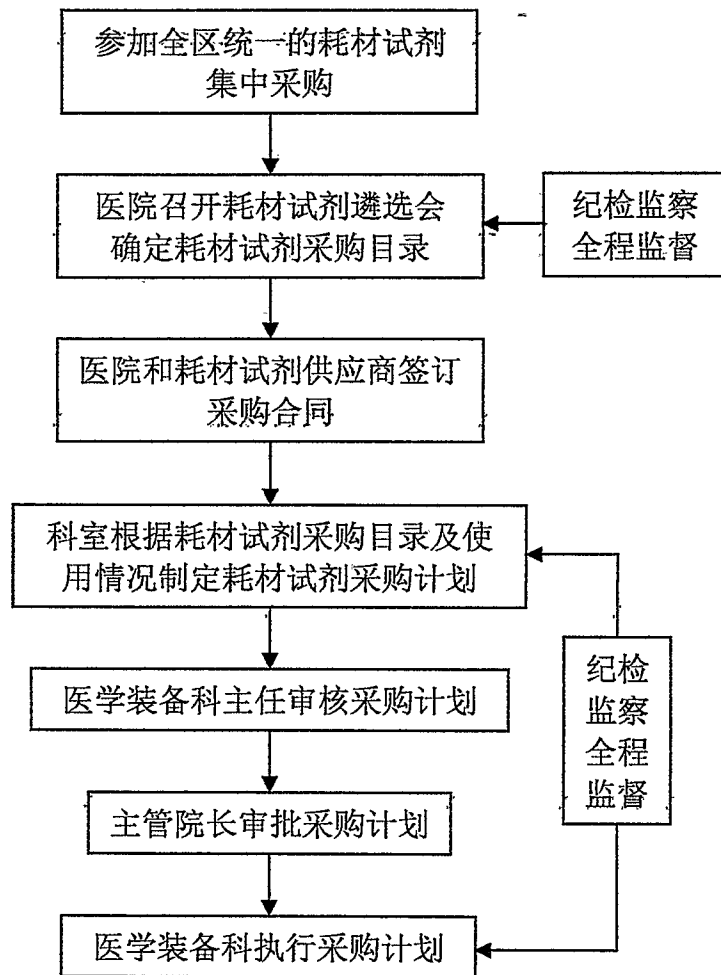 参加全区统一的耗材试剂
集中采购
医院召开耗材试剂遴选会
确定耗材试剂采购目录
纪检监察
全程监督
医院和耗材试剂供应商签订
采购合同
科室根据耗材试剂采购目录及使
用情况制定耗材试剂采购计划
医学装备科主任审核采购计划
纪检
监察
全程
监督
主管院长审批采购计划
医学装备科执行采购计划